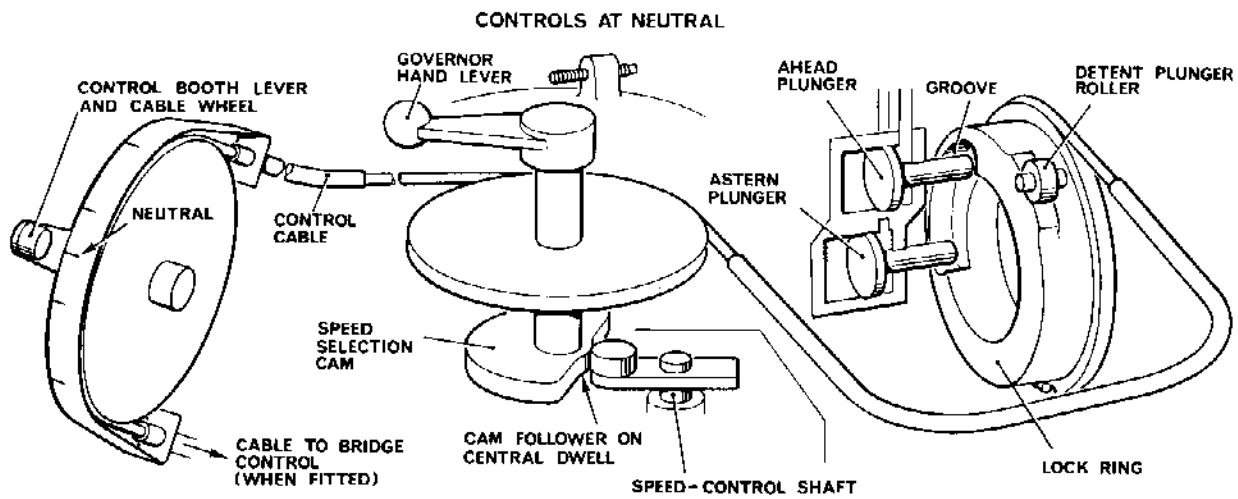 CONTROLS AT NEUTRAL
GOVERNOR
HAND LEVER
CONTROL BOOTH LEVER
AND CABLE WHEEL
AHEAD
PLUNGER
GROOVE
DETENT PLUNGER
ROLLER
NEUTRAL
CONTROL
CABLE
ASTERN
PLUNGER
SPEED
SELECTION
CAM
CABLE TO BRIDGE
CONTROL
(WHEN FITTED)
CAM FOLLOWER ON
CENTRAL DWELL
SPEED-CONTROL SHAFT
LOCK RING